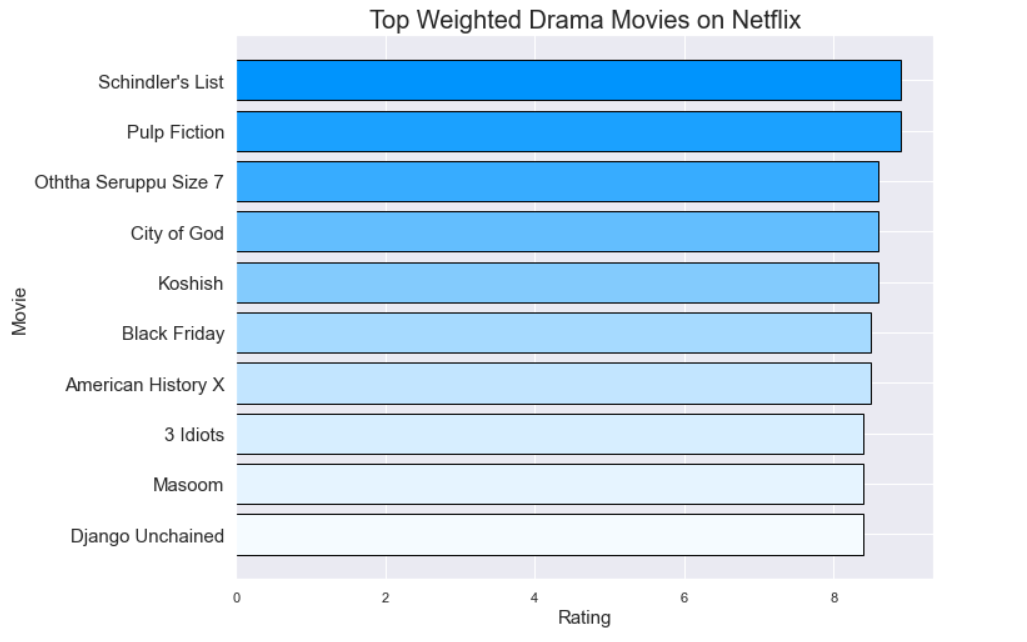 Top Weighted Drama Movies on Netflix
Schindler's List
Pulp Fiction
Oththa Seruppu Size 7
City of God
Koshish
Black Friday
American History X
3 Idiots
Masoom
Django Unchained
Movie
0 2 4 6 8
Rating